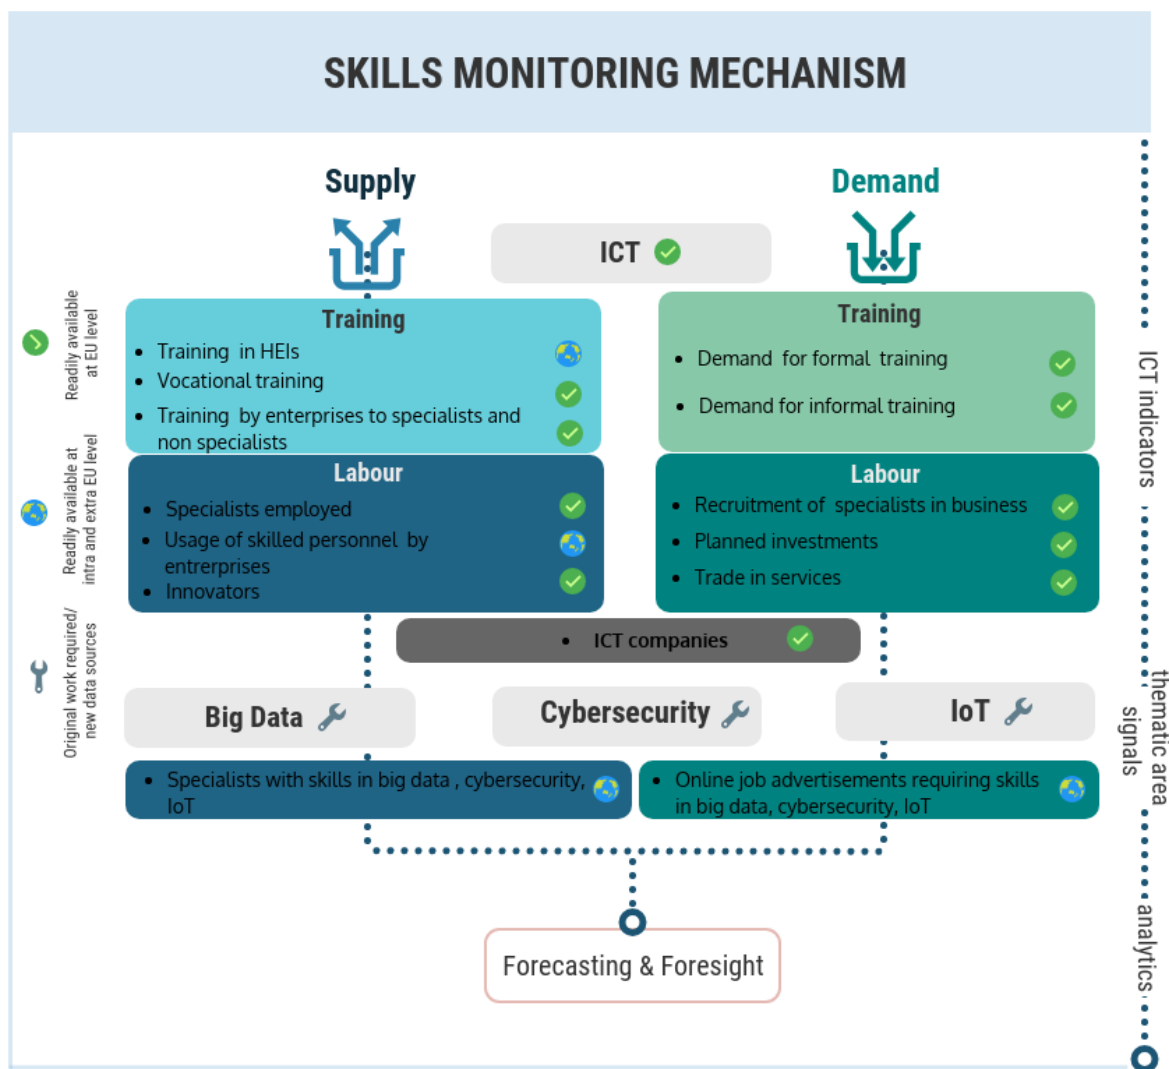 SKILLS MONITORING MECHANISM
Supply
Demand
ICT
Training
• Training in HEIs
• Vocational training
• Training by enterprises to specialists and
non specialists
Training
• Demand for formal training
• Demand for informal training
Labour
• Specialists employed
• Usage of skilled personnel by
entrerprises
• Innovators
Labour
• Recruitment of specialists in business
• Planned investments
• Trade in services
• ICT companies
Big Data
Cybersecurity
IoT
• Specialists with skills in big data , cybersecurity,
IoT
• Online job advertisements requiring skills
in big data, cybersecurity, IoT
Forecasting & Foresight
Readily available
at EU level
Readily available at
intra and extra EU level
Original work required/
new data sources
ICT indicators
thematic area
signals
analytics